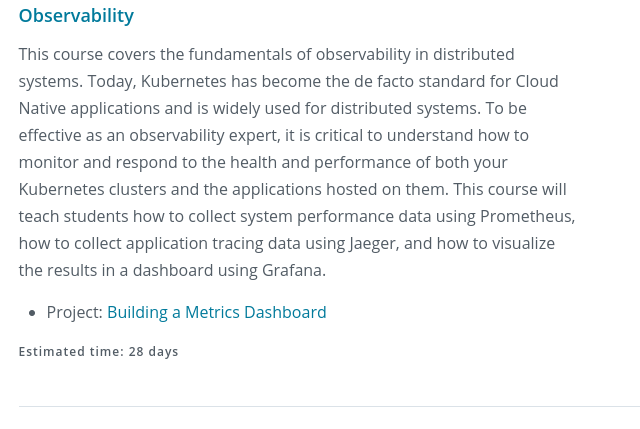 Observability
This course covers the fundamentals of observability in distributed
systems. Today, Kubernetes has become the de facto standard for Cloud
Native applications and is widely used for distributed systems. To be
effective as an observability expert, it is critical to understand how to
monitor and respond to the health and performance of both your
Kubernetes clusters and the applications hosted on them. This course will
teach students how to collect system performance data using Prometheus,
how to collect application tracing data using Jaeger, and how to visualize
the results in a dashboard using Grafana.
• Project: Building a Metrics Dashboard
Estimated time: 28 days